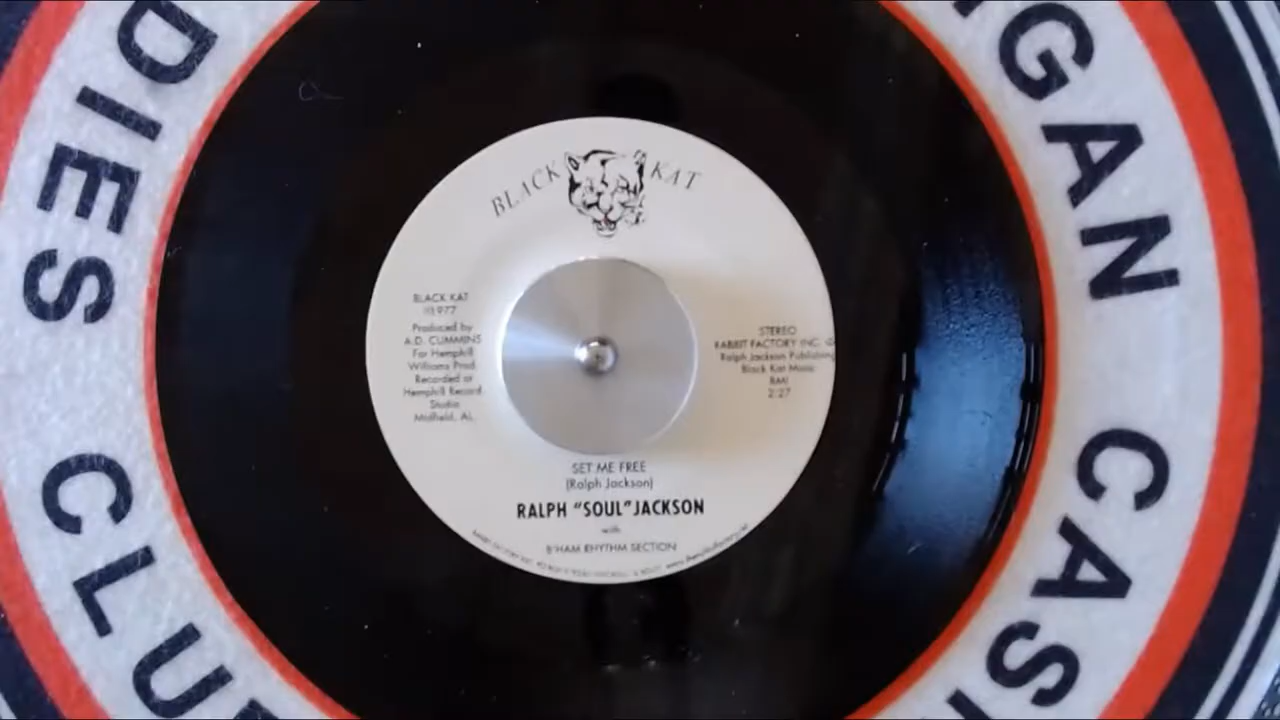 DIES CLU
IGAN CAS
BLACK KAT
BLACK KAT
Produced by
A.D. CUMMINS
For Hemphill
Williams Prod.
Recorded at
Hemphill Record
Studio
Midfield, AL
STEREO
RABBIT FACTORY INC.
Ralph Jackson Publishing
Black Kat Music
BMI
2:27
SET ME FREE
(Ralph Jackson)
RALPH "SOUL" JACKSON
with
B'HAM RHYTHM SECTION